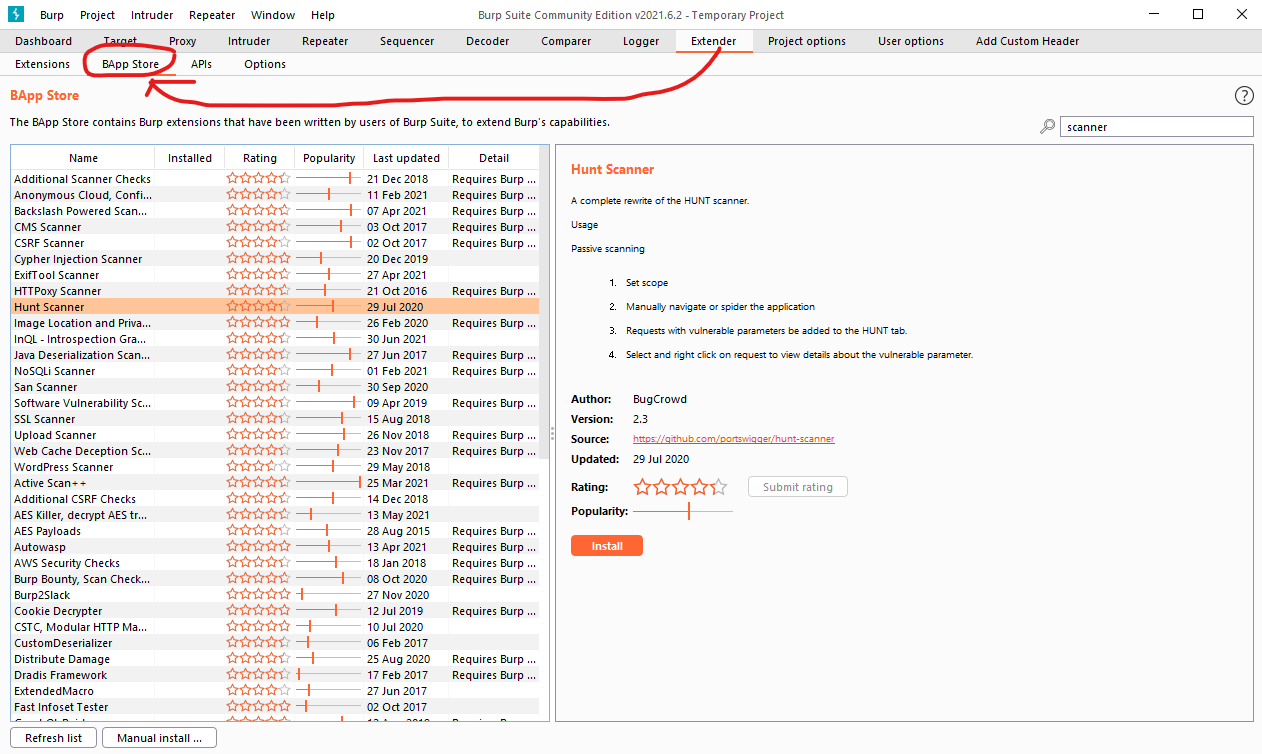 Burp Project Intruder Repeater Window Help Burp Suite Community Edition v2021.6.2 - Temporary Project
Dashboard Target Proxy Intruder Repeater Sequencer Decoder Comparer Logger Extender Project options User options Add Custom Header
Extensions BApp Store APIs Options
BApp Store
The BApp Store contains Burp extensions that have been written by users of Burp Suite, to extend Burp's capabilities.
scanner
Name Installed Rating Popularity Last updated Detail
Additional Scanner Checks 21 Dec 2018 Requires Burp ...
Anonymous Cloud, Confi... 11 Feb 2021 Requires Burp ...
Backslash Powered Scan... 07 Apr 2021 Requires Burp ...
CMS Scanner 03 Oct 2017 Requires Burp ...
CSRF Scanner 02 Oct 2017 Requires Burp ...
Cypher Injection Scanner 20 Dec 2019
ExifTool Scanner 27 Apr 2021
HTTPoxy Scanner 21 Oct 2016 Requires Burp ...
Hunt Scanner 29 Jul 2020
Image Location and Priva... 26 Feb 2020 Requires Burp ...
InQL - Introspection Gra... 30 Jun 2021
Java Deserialization Scan... 27 Jun 2017 Requires Burp ...
NoSQLi Scanner 01 Feb 2021 Requires Burp ...
San Scanner 30 Sep 2020
Software Vulnerability Sc... 09 Apr 2019 Requires Burp ...
SSL Scanner 15 Aug 2018
Upload Scanner 26 Nov 2018 Requires Burp ...
Web Cache Deception Sc... 23 Nov 2017 Requires Burp ...
WordPress Scanner 29 May 2018
Active Scan++ 25 Mar 2021 Requires Burp ...
Additional CSRF Checks 14 Dec 2018
AES Killer, decrypt AES tr... 13 May 2021
AES Payloads 28 Aug 2015 Requires Burp ...
Autowasp 13 Apr 2021 Requires Burp ...
AWS Security Checks 18 Jan 2018 Requires Burp ...
Burp Bounty, Scan Check... 08 Oct 2020 Requires Burp ...
Burp2Slack 27 Nov 2020
Cookie Decrypter 12 Jul 2019 Requires Burp ...
CSTC, Modular HTTP Ma... 10 Jul 2020
CustomDeserializer 06 Feb 2017
Distribute Damage 25 Aug 2020 Requires Burp ...
Dradis Framework 17 Feb 2017 Requires Burp ...
ExtendedMacro 27 Jun 2017
Fast Infoset Tester 02 Oct 2017
Hunt Scanner
A complete rewrite of the HUNT scanner.
Usage
Passive scanning
1. Set scope
2. Manually navigate or spider the application
3. Requests with vulnerable parameters be added to the HUNT tab.
4. Select and right click on request to view details about the vulnerable parameter.
Author: BugCrowd
Version: 2.3
Source: https://github.com/portswigger/hunt-scanner
Updated: 29 Jul 2020
Rating: Submit rating
Popularity:
Install
Refresh list Manual install ...